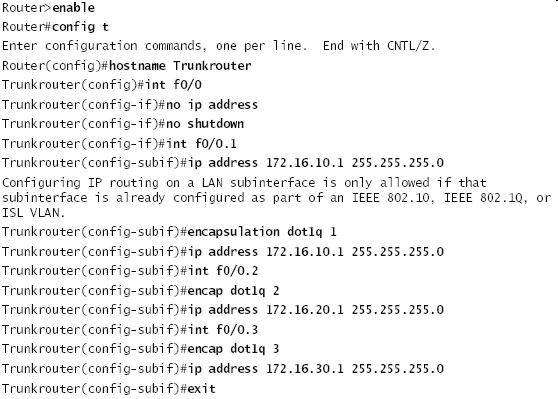 Router>enable
Router#config t
Enter configuration commands, one per line.  End with CNTL/Z.
Router(config)#hostname Trunkrouter
Trunkrouter(config)#int f0/0
Trunkrouter(config-if)#no ip address
Trunkrouter(config-if)#no shutdown
Trunkrouter(config-if)#int f0/0.1
Trunkrouter(config-subif)#ip address 172.16.10.1 255.255.255.0
Configuring IP routing on a LAN subinterface is only allowed if that
subinterface is already configured as part of an IEEE 802.10, IEEE 802.1Q, or
ISL VLAN.
Trunkrouter(config-subif)#encapsulation dot1q 1
Trunkrouter(config-subif)#ip address 172.16.10.1 255.255.255.0
Trunkrouter(config-subif)#int f0/0.2
Trunkrouter(config-subif)#encap dot1q 2
Trunkrouter(config-subif)#ip address 172.16.20.1 255.255.255.0
Trunkrouter(config-subif)#int f0/0.3
Trunkrouter(config-subif)#encap dot1q 3
Trunkrouter(config-subif)#ip address 172.16.30.1 255.255.255.0
Trunkrouter(config-subif)#exit